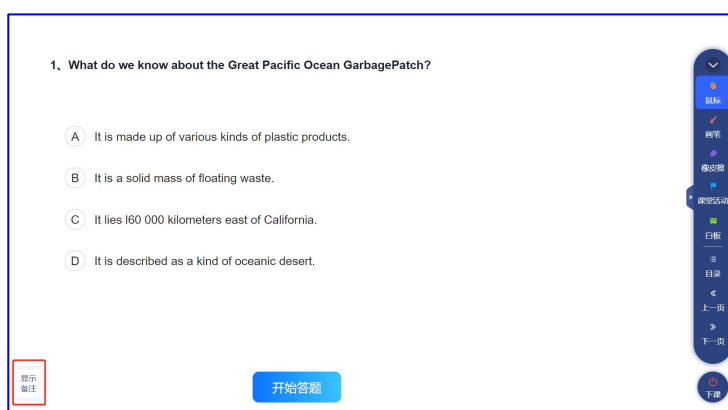 1、What do we know about the Great Pacific Ocean GarbagePatch?
A It is made up of various kinds of plastic products.
B It is a solid mass of floating waste.
C It lies l60 000 kilometers east of California.
D It is described as a kind of oceanic desert.
显示
备注
开始答题
鼠标
画笔
橡皮擦
课堂活动
白板
目录
上一页
下一页
下课